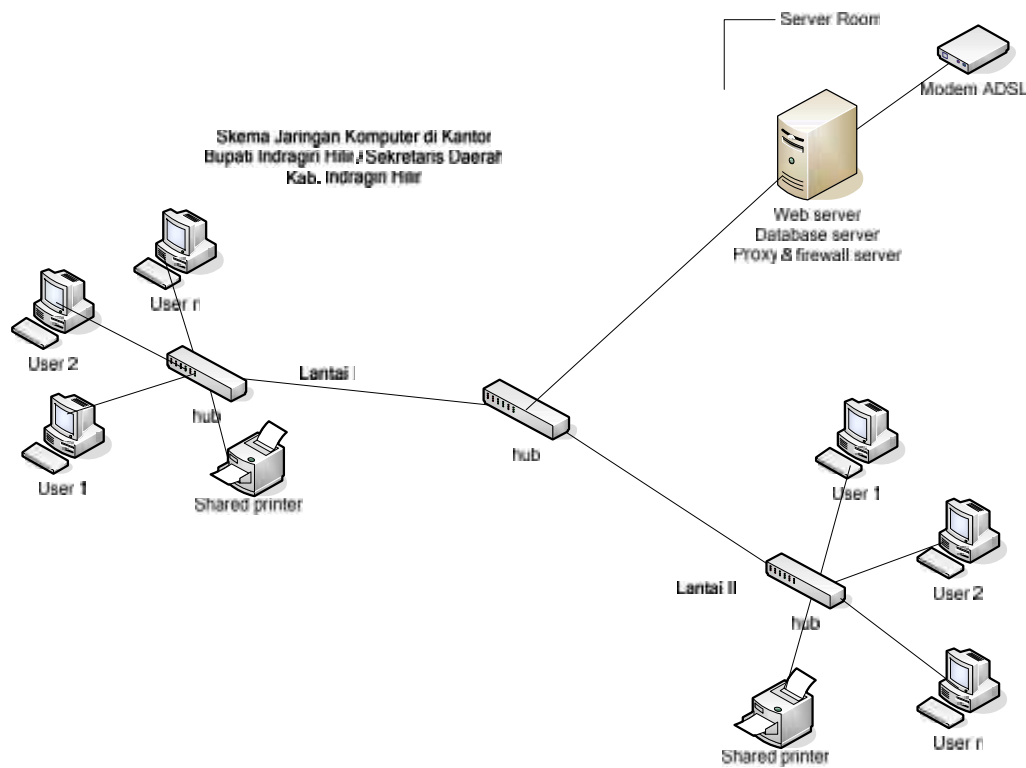 Server Room
Modem ADSL
Skema Jaringan Komputer di Kantor
Bupati Indragiri Hilir / Sekretaris Daerah
Kab. Indragiri Hilir
Web server
Database server
Proxy & firewall server
User n
User 2
Lantai I
hub
User 1
Shared printer
hub
User 1
Lantai II
User 2
hub
User n
Shared printer